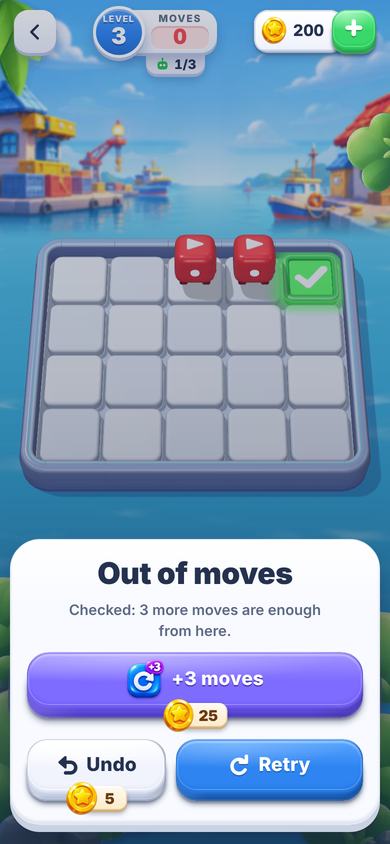 LEVEL
3
MOVES
0
1/3
200
Out of moves
Checked: 3 more moves are enough
from here.
+3
+3 moves
25
Undo
5
Retry